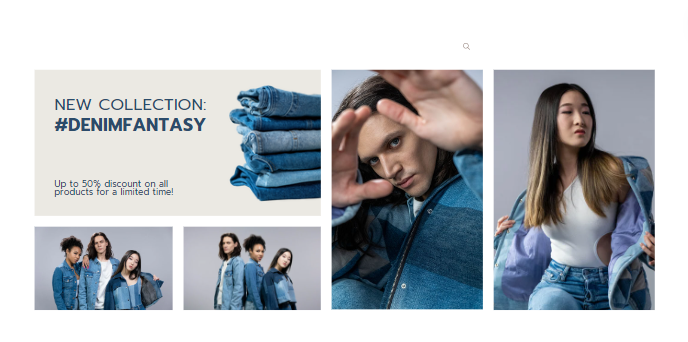 NEW COLLECTION:
#DENIMFANTASY
Up to 50% discount on all
products for a limited time!